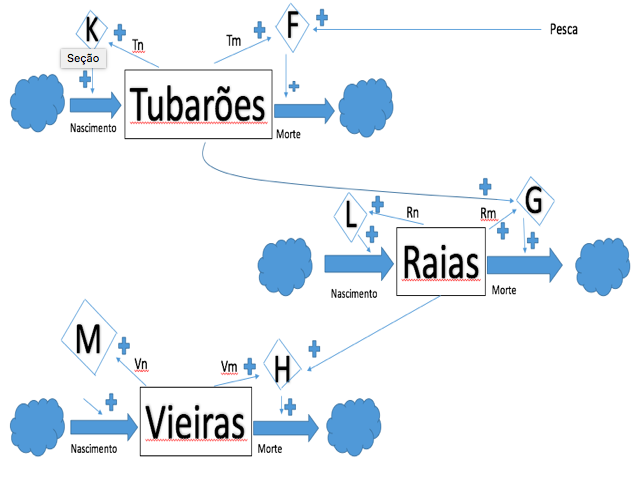 K
F
Pesca
Tn
Tm
Seção
Tubarões
Nascimento
Morte
L
Rn
Rm
G
Raias
Nascimento
Morte
M
Vn
Vm
H
Vieiras
Nascimento
Morte